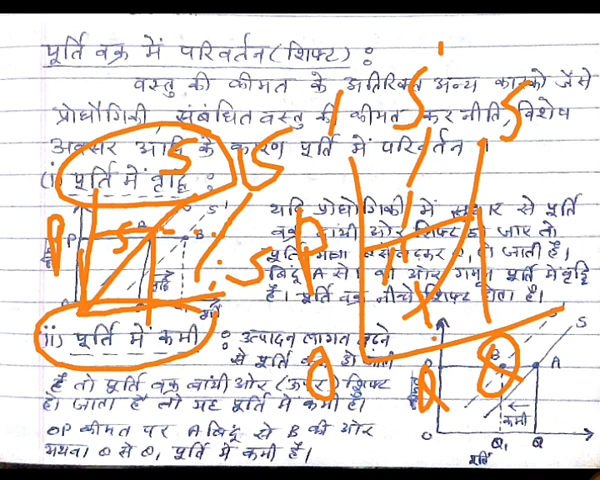 पूर्ति वक्र में परिवर्तन (शिफ्ट) :
वस्तु की कीमत के अतिरिक्त अन्य कारको जैसे
प्रोद्यौगिकी, संबंधित वस्तु की कीमत कर नीति, विशेष
अवसर आदि के कारण पूर्ति में परिवर्तन ।
(i) पूर्ति में वृद्धि :
यदि प्रोद्योगिकी में सुधार से पूर्ति
वक्र दायी ओर शिफ्ट हो जाए तो
पूर्ति हो जाती है।
बिंदू A से B की ओर गमन पूर्ति में वृद्धि
है। पूर्ति वक्र नीचे शिफ्ट होता है।
S S'
P A B
(ii) पूर्ति में कमी : उत्पादन लागत बढ़ने
से पूर्ति हो जाती
है तो पूर्ति वक्र बायीं ओर (ऊपर) शिफ्ट
हो जाता है तो यह पूर्ति में कमी है।
OP कीमत पर A बिंदू से B की ओर
अथवा Q से Q₁ पूर्ति में कमी है।
S
B A
कमी
O Q₁ Q
पूर्ति
S S S S
P S S P
O Q Q